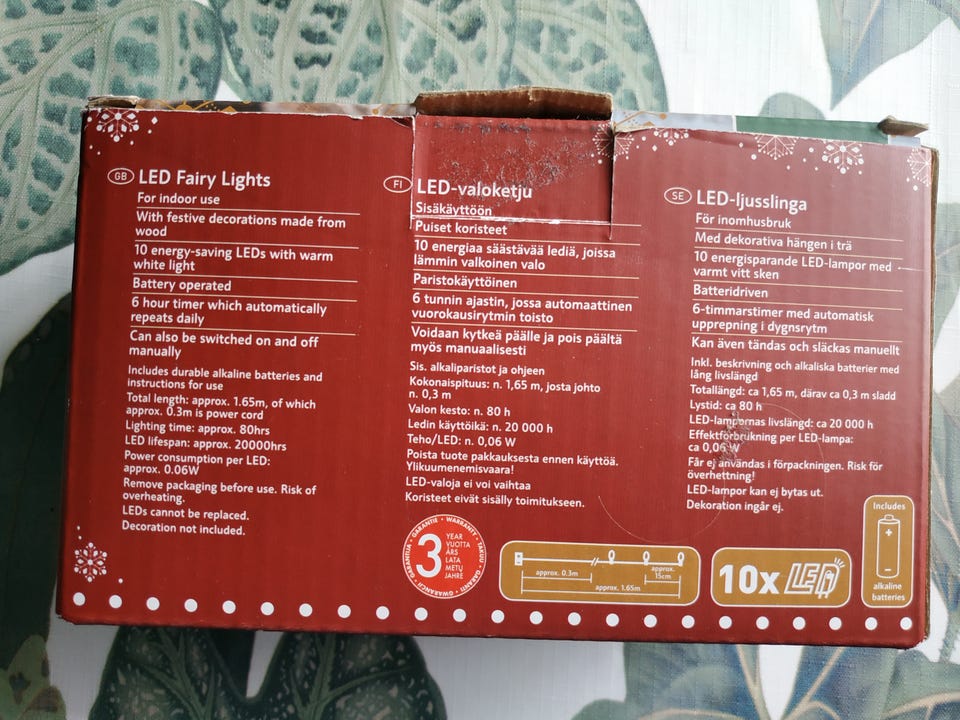 GB LED Fairy Lights
For indoor use
With festive decorations made from
wood
10 energy-saving LEDs with warm
white light
Battery operated
6 hour timer which automatically
repeats daily
Can also be switched on and off
manually
Includes durable alkaline batteries and
instructions for use
Total length: approx. 1.65m, of which
approx. 0.3m is power cord
Lighting time: approx. 80hrs
LED lifespan: approx. 20000hrs
Power consumption per LED:
approx. 0.06W
Remove packaging before use. Risk of
overheating.
LEDs cannot be replaced.
Decoration not included.
FI LED-valoketju
Sisäkäyttöön
Puiset koristeet
10 energiaa säästävää lediä, joissa
lämmin valkoinen valo
Paristokäyttöinen
6 tunnin ajastin, jossa automaattinen
vuorokausirytmin toisto
Voidaan kytkeä päälle ja pois päältä
myös manuaalisesti
Sis. alkaliparistot ja ohjeen
Kokonaispituus: n. 1,65 m, josta johto
n. 0,3 m
Valon kesto: n. 80 h
Ledin käyttöikä: n. 20 000 h
Teho/LED: n. 0,06 W
Poista tuote pakkauksesta ennen käyttöä.
Ylikuumenemisvaara!
LED-valoja ei voi vaihtaa
Koristeet eivät sisälly toimitukseen.
SE LED-ljusslinga
För inomhusbruk
Med dekorativa hängen i trä
10 energisparande LED-lampor med
varmt vitt sken
Batteridriven
6-timmarstimer med automatisk
upprepning i dygnsrytm
Kan även tändas och släckas manuellt
Inkl. beskrivning och alkaliska batterier med
lång livslängd
Totallängd: ca 1,65 m, därav ca 0,3 m sladd
Lystid: ca 80 h
LED-lampornas livslängd: ca 20 000 h
Effektförbrukning per LED-lampa:
ca 0,06 W
Får ej användas i förpackningen. Risk för
överhettning!
LED-lampor kan ej bytas ut.
Dekoration ingår ej.
GARANTIE • WARRANTY • TAKUU • GARANTI • GWARANCJI • GARANTIJA
3
YEAR
VUOTTA
ÅRS
LATA
METŲ
JAHRE
approx. 0.3m
approx.
15cm
approx. 1.65m
10x LED
Includes
+
-
alkaline
batteries